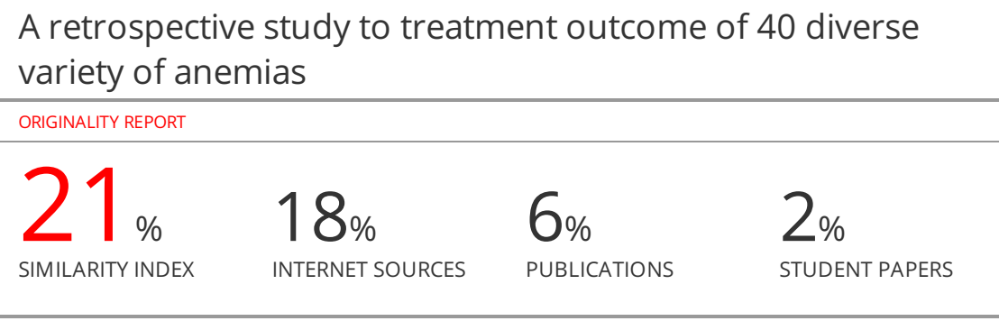 A retrospective study to treatment outcome of 40 diverse
variety of anemias
ORIGINALITY REPORT
21 % 18% 6% 2%
SIMILARITY INDEX INTERNET SOURCES PUBLICATIONS STUDENT PAPERS